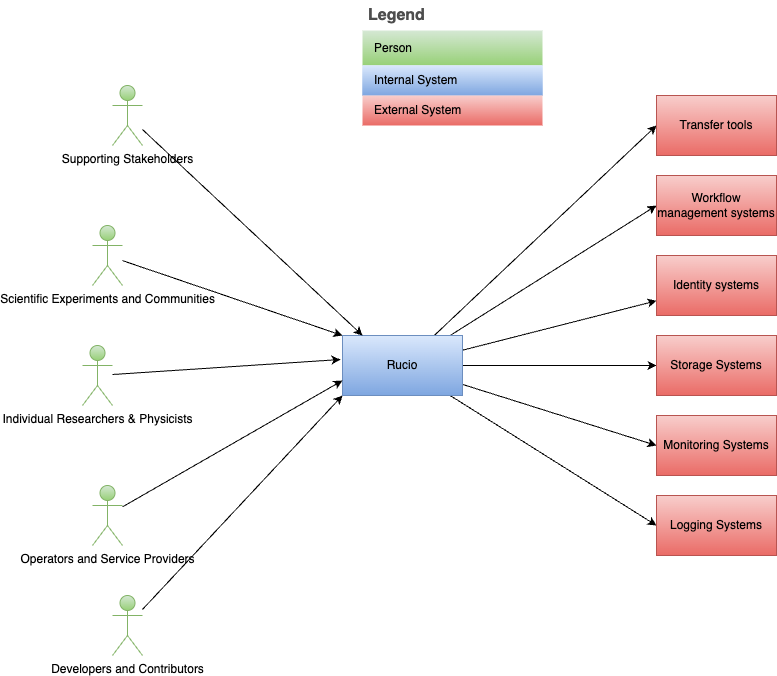 Legend
Person
Internal System
External System
Supporting Stakeholders
Scientific Experiments and Communities
Individual Researchers & Physicists
Operators and Service Providers
Developers and Contributors
Rucio
Transfer tools
Workflow
management systems
Identity systems
Storage Systems
Monitoring Systems
Logging Systems